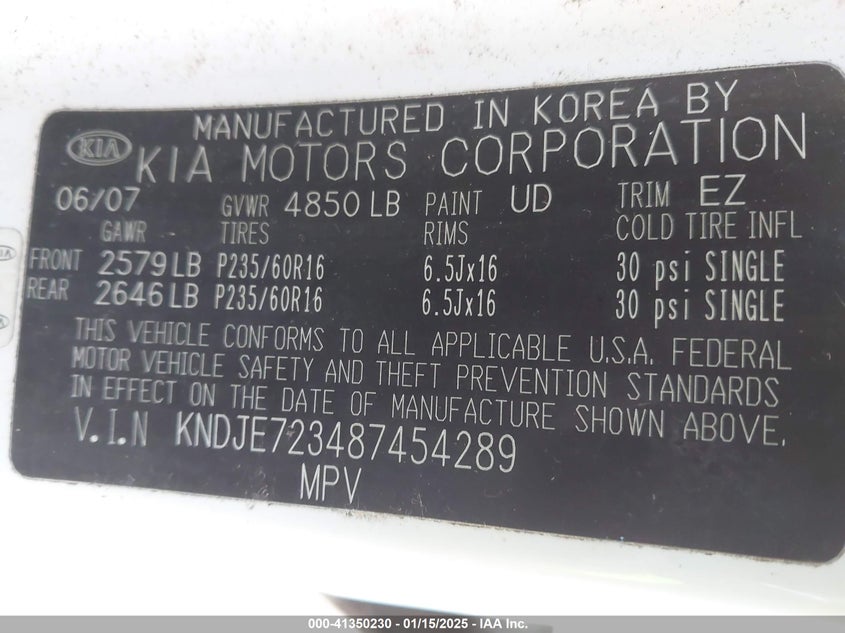 MANUFACTURED IN KOREA BY
KIA KIA MOTORS CORPORATION
06/07 GVWR 4850 LB PAINT UD TRIM EZ
GAWR TIRES RIMS COLD TIRE INFL
FRONT 2579 LB P235/60R16 6.5Jx16 30 psi SINGLE
REAR 2646 LB P235/60R16 6.5Jx16 30 psi SINGLE
THIS VEHICLE CONFORMS TO ALL APPLICABLE U.S.A. FEDERAL
MOTOR VEHICLE SAFETY AND THEFT PREVENTION STANDARDS
IN EFFECT ON THE DATE OF MANUFACTURE SHOWN ABOVE.
V.I.N KNDJE723487454289
MPV
000-41350230 - 01/15/2025 - IAA Inc.